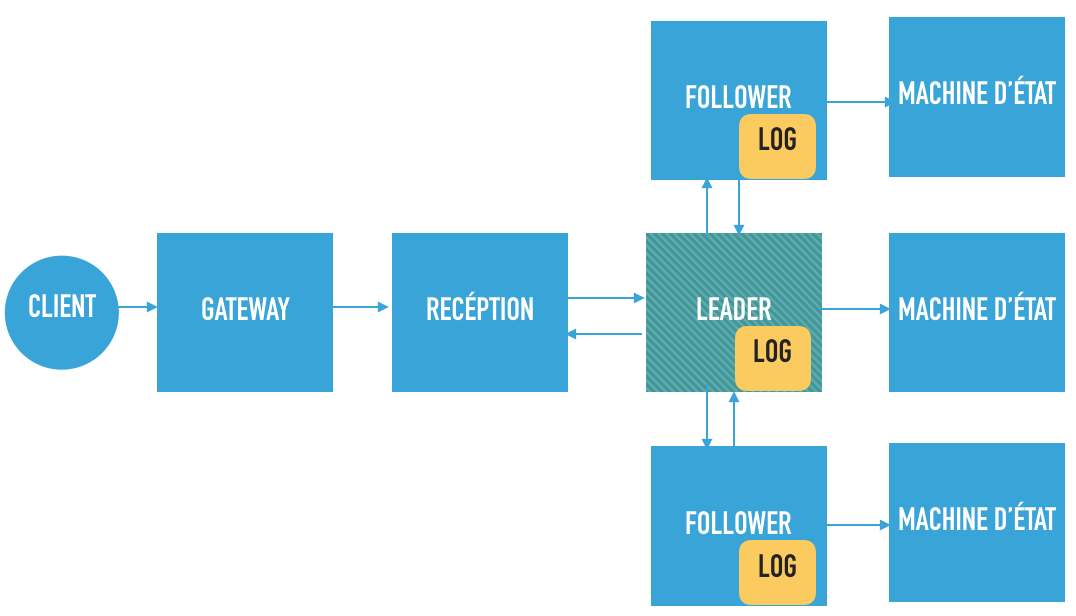 FOLLOWER
LOG
MACHINE D'ÉTAT
CLIENT
GATEWAY
RECÉPTION
LEADER
LOG
MACHINE D'ÉTAT
FOLLOWER
LOG
MACHINE D'ÉTAT